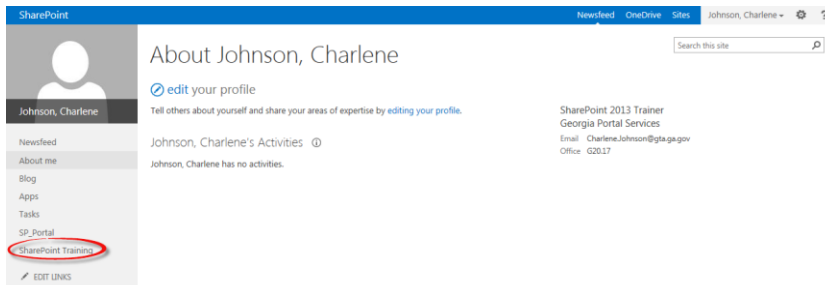 SharePoint
Newsfeed OneDrive Sites Johnson, Charlene ?
About Johnson, Charlene
Search this site
edit your profile
Johnson, Charlene
Tell others about yourself and share your areas of expertise by editing your profile.
SharePoint 2013 Trainer
Georgia Portal Services
Newsfeed
Johnson, Charlene's Activities
Email Charlene.Johnson@gta.ga.gov
Office G20.17
About me
Johnson, Charlene has no activities.
Blog
Apps
Tasks
SP_Portal
SharePoint Training
EDIT LINKS